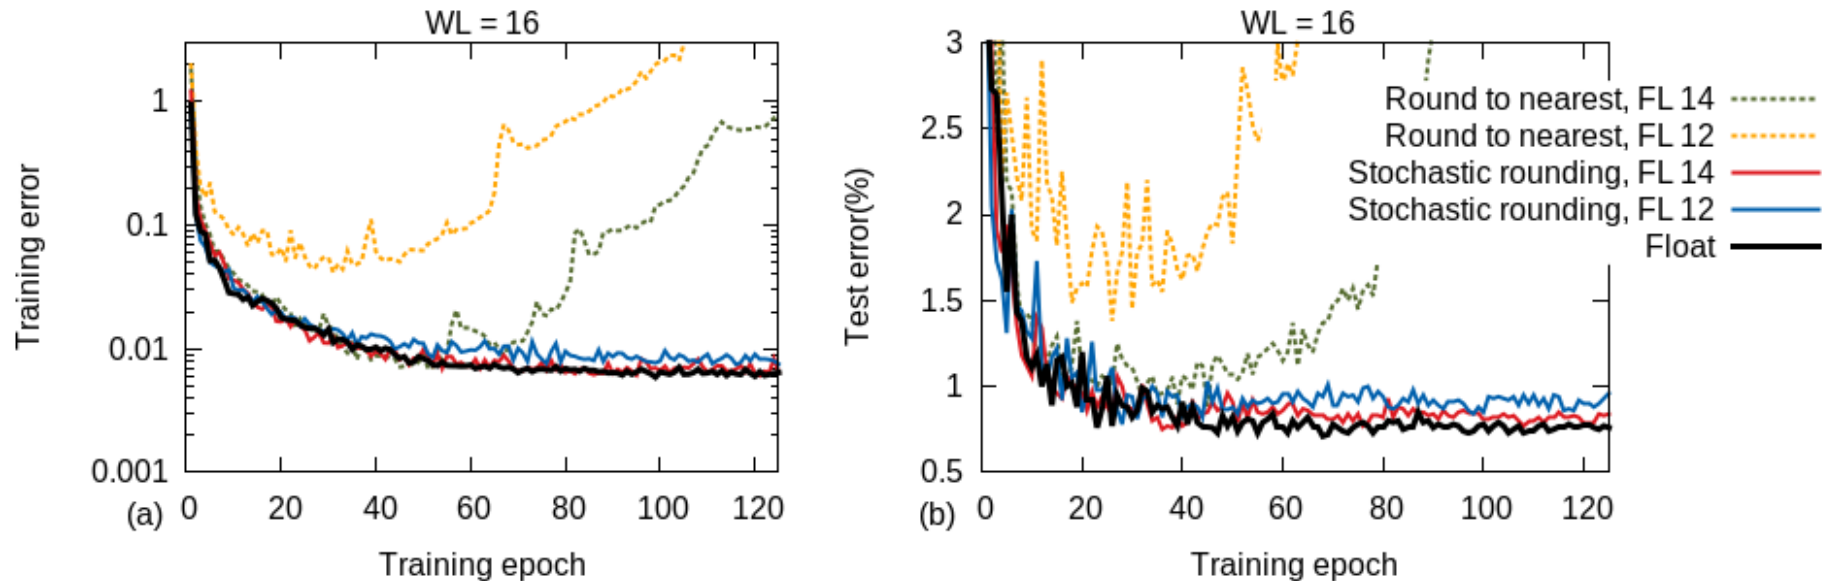 WL = 16
1
0.1
0.01
0.001
Training error
0 20 40 60 80 100 120
(a)
Training epoch
WL = 16
3
2.5
2
1.5
1
0.5
Test error(%)
Round to nearest, FL 14
Round to nearest, FL 12
Stochastic rounding, FL 14
Stochastic rounding, FL 12
Float
0 20 40 60 80 100 120
(b)
Training epoch